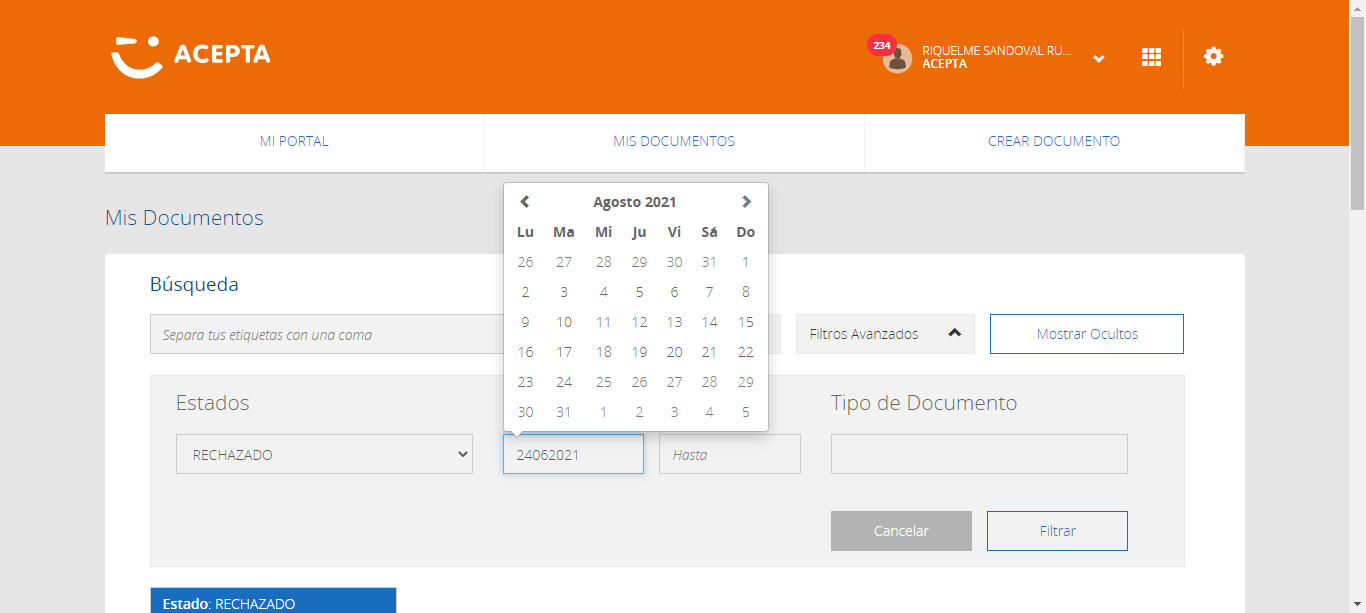 ACEPTA
234
RIQUELME SANDOVAL RU...
ACEPTA
MI PORTAL
MIS DOCUMENTOS
CREAR DOCUMENTO
Mis Documentos
Agosto 2021
Lu Ma Mi Ju Vi Sá Do
26 27 28 29 30 31 1
2 3 4 5 6 7 8
9 10 11 12 13 14 15
16 17 18 19 20 21 22
23 24 25 26 27 28 29
30 31 1 2 3 4 5
Búsqueda
Separa tus etiquetas con una coma
Filtros Avanzados
Mostrar Ocultos
Estados
Tipo de Documento
RECHAZADO
24062021
Hasta
Cancelar
Filtrar
Estado: RECHAZADO